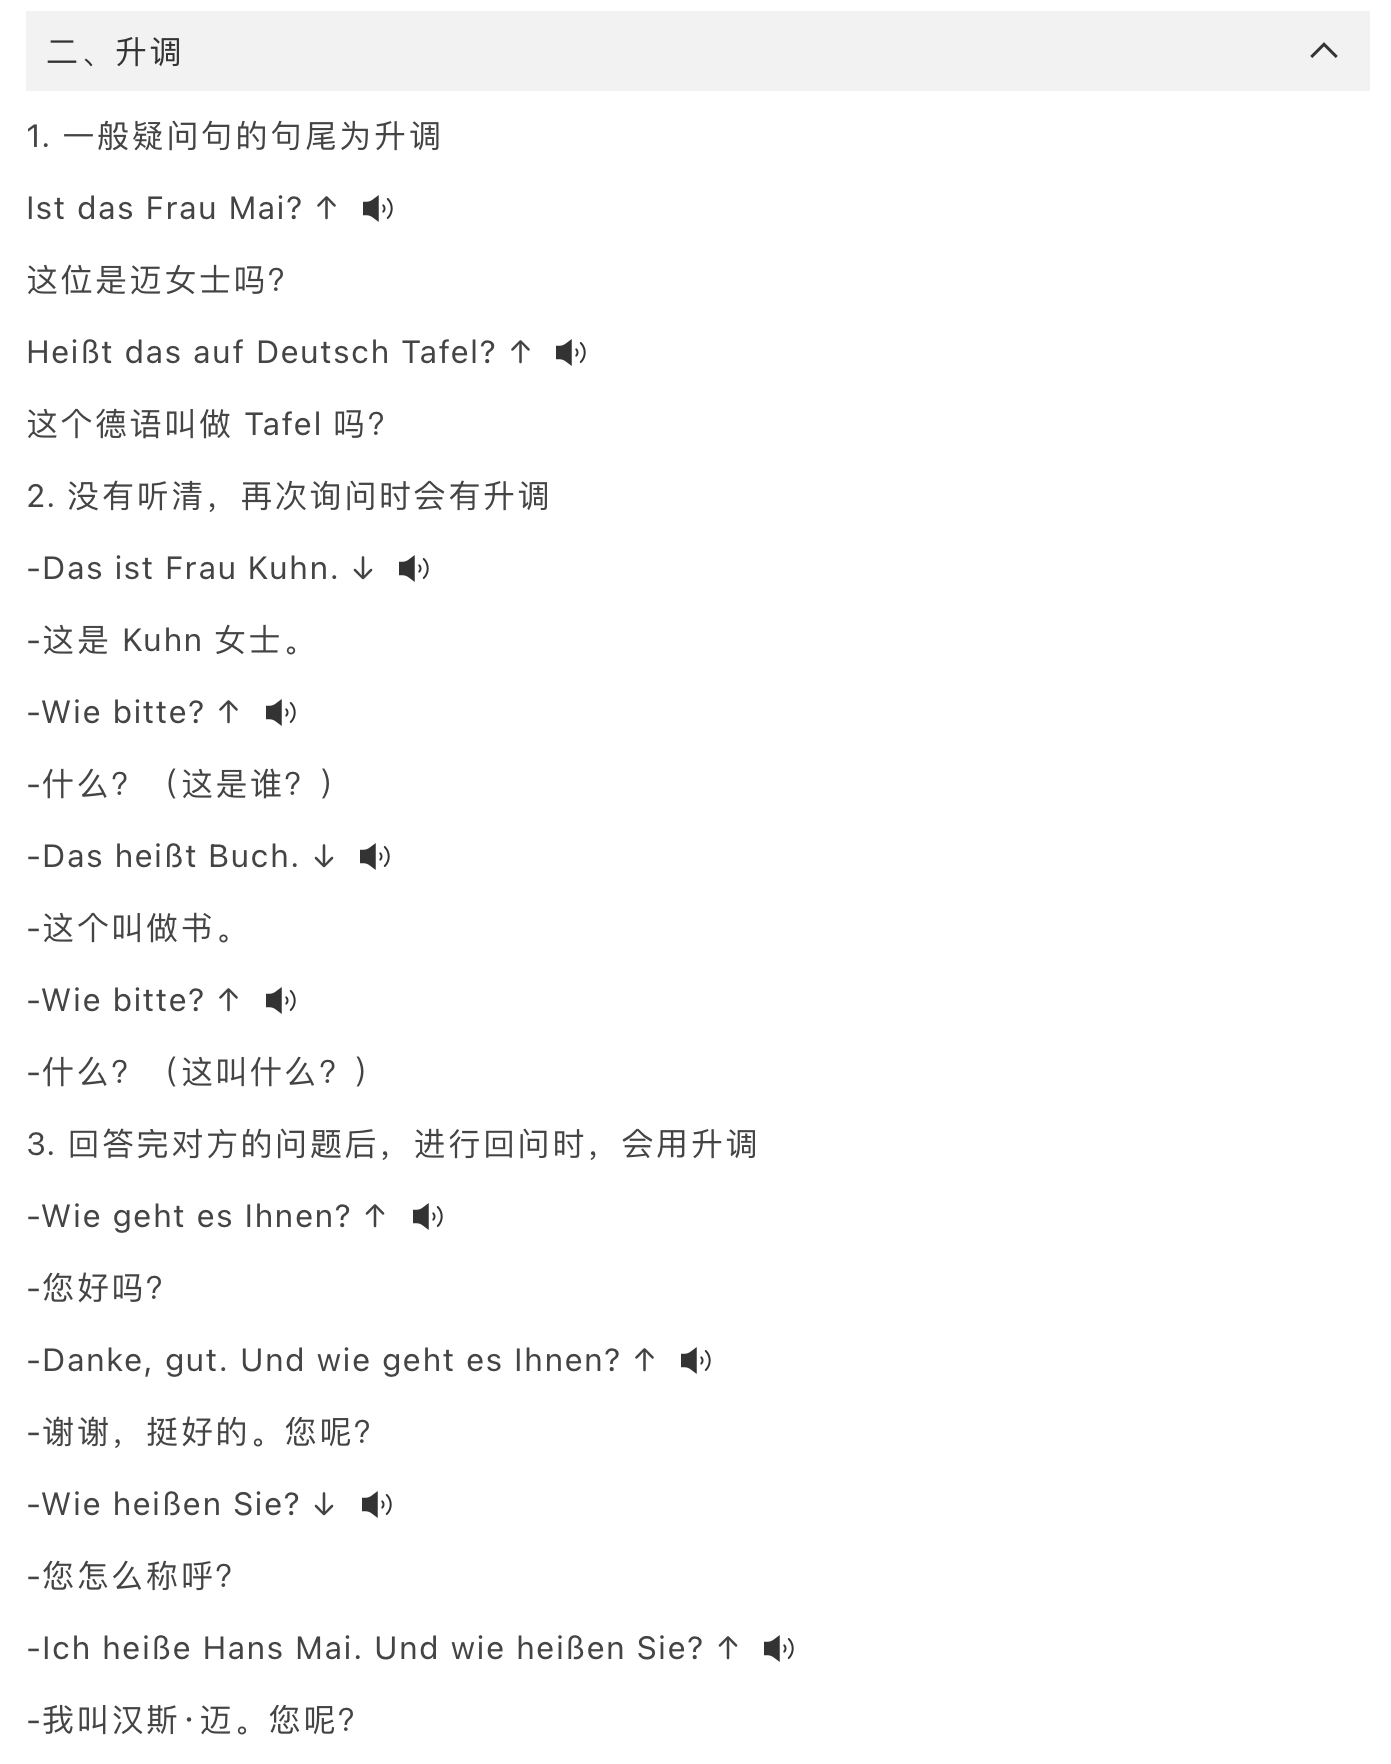 二、升调
1. 一般疑问句的句尾为升调
Ist das Frau Mai? ↑
这位是迈女士吗?
Heißt das auf Deutsch Tafel? ↑
这个德语叫做 Tafel 吗?
2. 没有听清，再次询问时会有升调
-Das ist Frau Kuhn. ↓
-这是 Kuhn 女士。
-Wie bitte? ↑
-什么? （这是谁? ）
-Das heißt Buch. ↓
-这个叫做书。
-Wie bitte? ↑
-什么? （这叫什么? ）
3. 回答完对方的问题后，进行回问时，会用升调
-Wie geht es Ihnen? ↑
-您好吗?
-Danke, gut. Und wie geht es Ihnen? ↑
-谢谢，挺好的。您呢?
-Wie heißen Sie? ↓
-您怎么称呼?
-Ich heiße Hans Mai. Und wie heißen Sie? ↑
-我叫汉斯·迈。您呢?